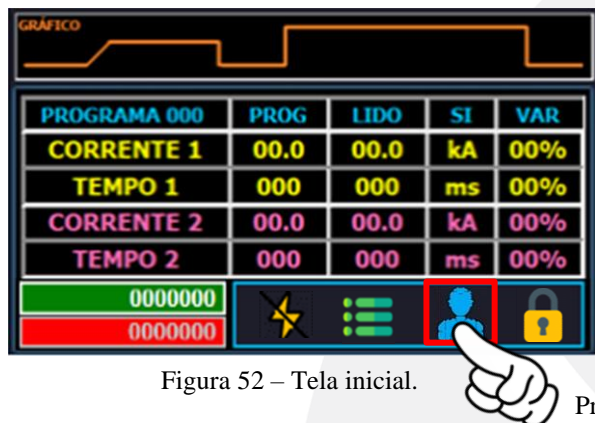 GRÁFICO
PROGRAMA 000 PROG LIDO SI VAR
CORRENTE 1 00.0 00.0 kA 00%
TEMPO 1 000 000 ms 00%
CORRENTE 2 00.0 00.0 kA 00%
TEMPO 2 000 000 ms 00%
0000000
0000000
Figura 52 – Tela inicial.
Pr